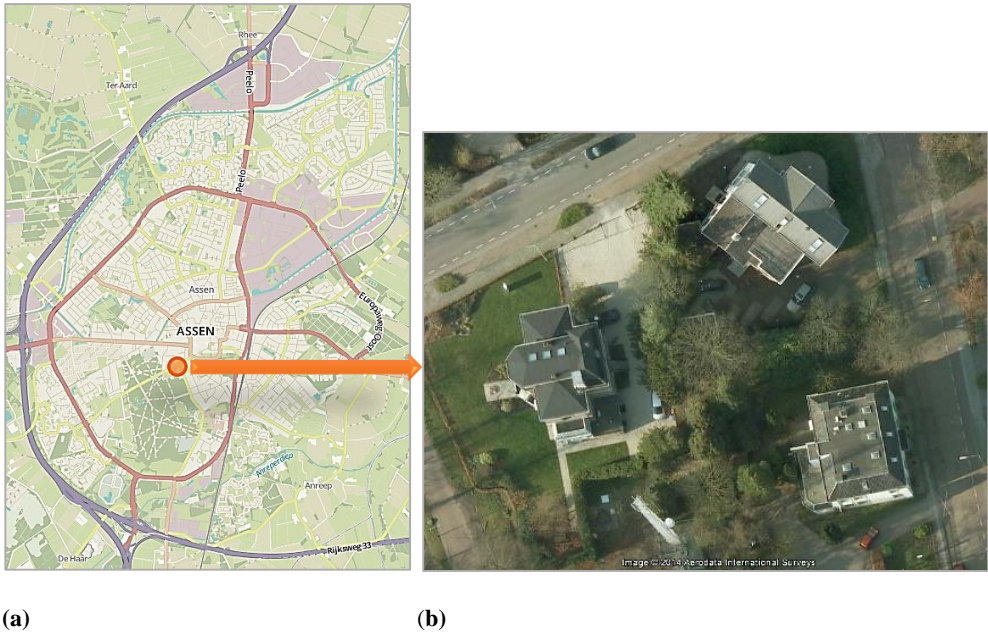 Rhee
Peelo
Ter Aard
Peelo
Assen
Europaweg-Oost
ASSEN
Anreperdiep
Anreep
Rijksweg 33
De Haar
Image © 2014 Aerodata International Surveys
(a)
(b)